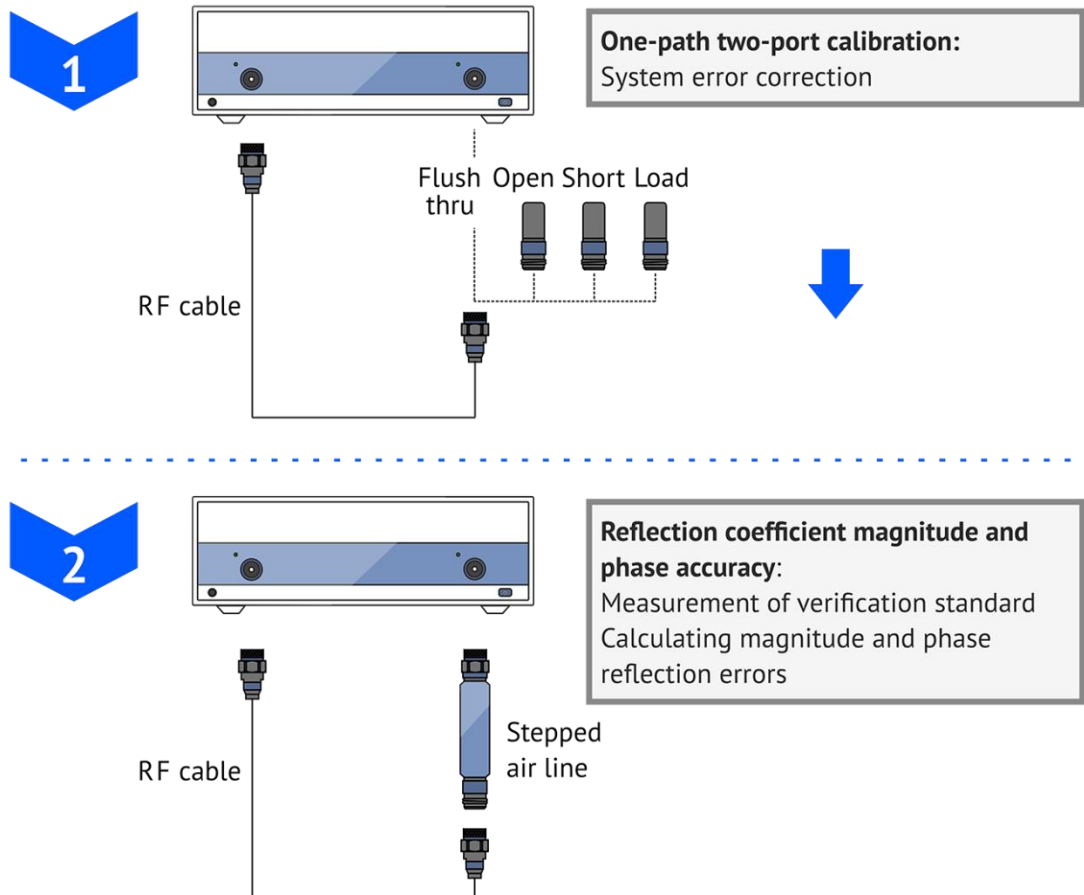 1
One-path two-port calibration:
System error correction
Flush Open Short Load
thru
RF cable
2
Reflection coefficient magnitude and
phase accuracy:
Measurement of verification standard
Calculating magnitude and phase
reflection errors
Stepped
air line
RF cable